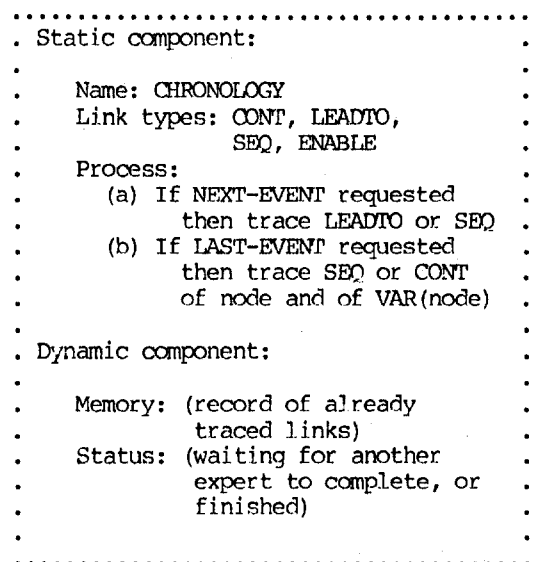 Static component:
Name: CHRONOLOGY
Link types: CONT, LEADTO,
SEQ, ENABLE
Process:
(a) If NEXT-EVENT requested
then trace LEADTO or SEQ
(b) If LAST-EVENT requested
then trace SEQ or CONT
of node and of VAR(node)
Dynamic component:
Memory: (record of already
traced links)
Status: (waiting for another
expert to complete, or
finished)